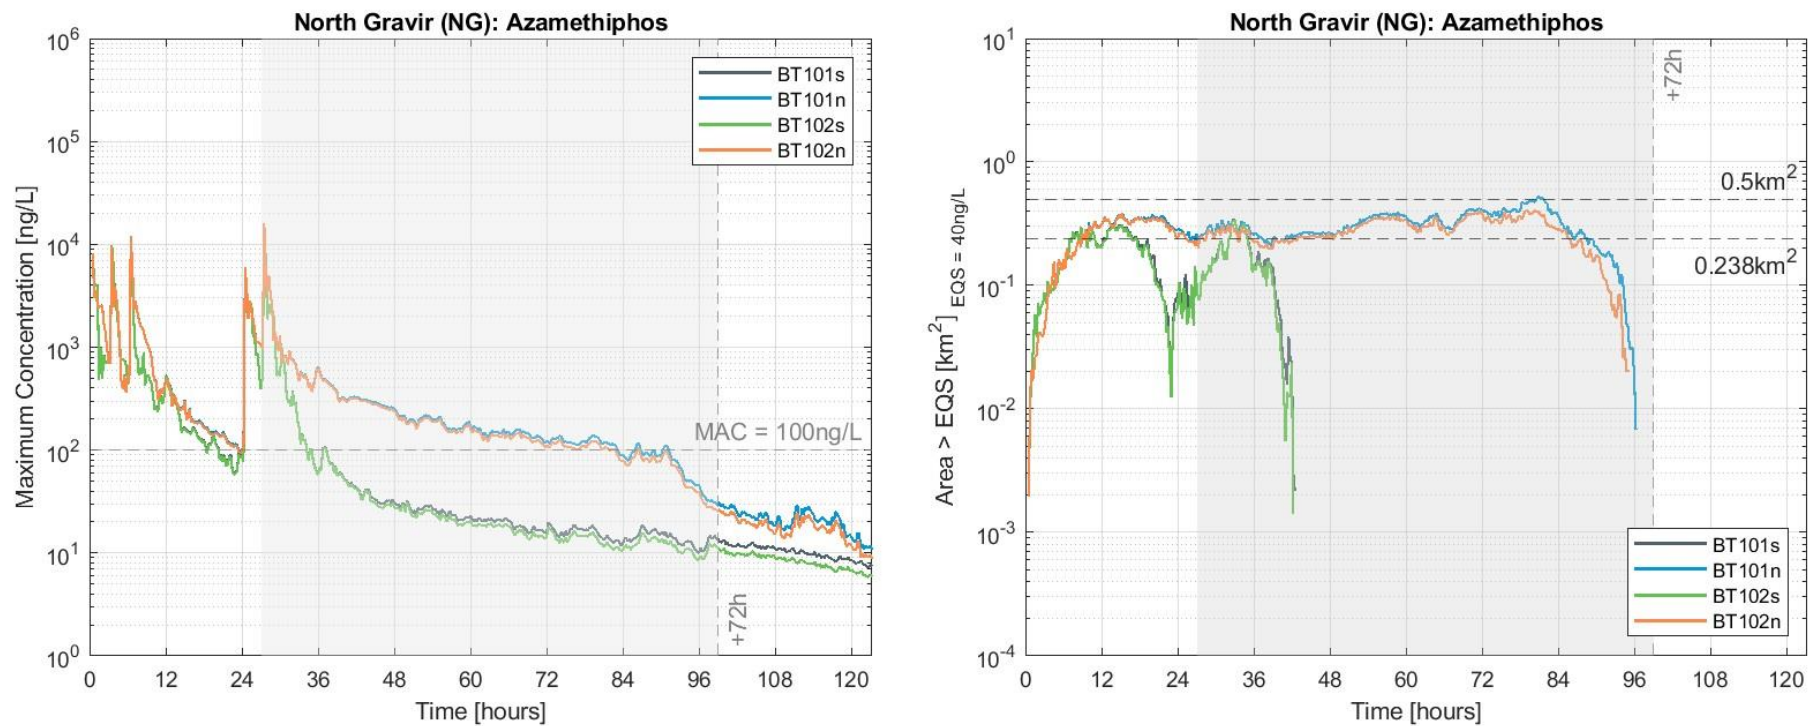 North Gravir (NG): Azamethiphos
Maximum Concentration [ng/L]
10^6
10^5
10^4
10^3
10^2
10^1
10^0
BT101s
BT101n
BT102s
BT102n
MAC = 100ng/L
+72h
0 12 24 36 48 60 72 84 96 108 120
Time [hours]
North Gravir (NG): Azamethiphos
Area > EQS [km^2] EQS = 40ng/L
10^1
10^0
10^-1
10^-2
10^-3
10^-4
+72h
0.5km^2
0.238km^2
BT101s
BT101n
BT102s
BT102n
0 12 24 36 48 60 72 84 96 108 120
Time [hours]